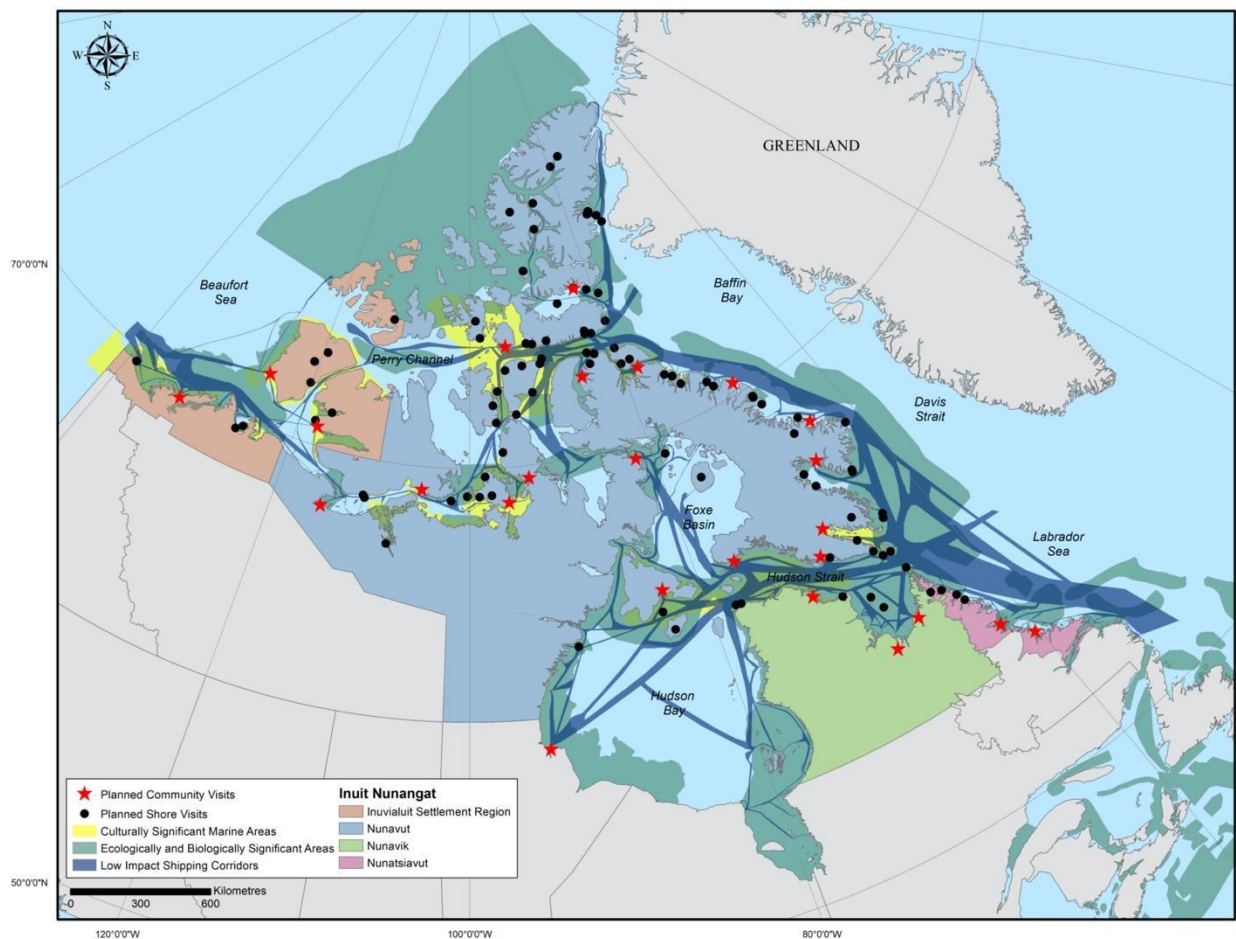 N
W E
S
GREENLAND
70°0'0"N
Beaufort
Sea
Baffin
Bay
Perry Channel
Davis
Strait
Foxe
Basin
Labrador
Sea
Hudson Strait
Hudson
Bay
Planned Community Visits
Planned Shore Visits
Culturally Significant Marine Areas
Ecologically and Biologically Significant Areas
Low Impact Shipping Corridors
Inuit Nunangat
Inuvialuit Settlement Region
Nunavut
Nunavik
Nunatsiavut
50°0'0"N
Kilometres
0 300 600
120°0'0"W 100°0'0"W 80°0'0"W